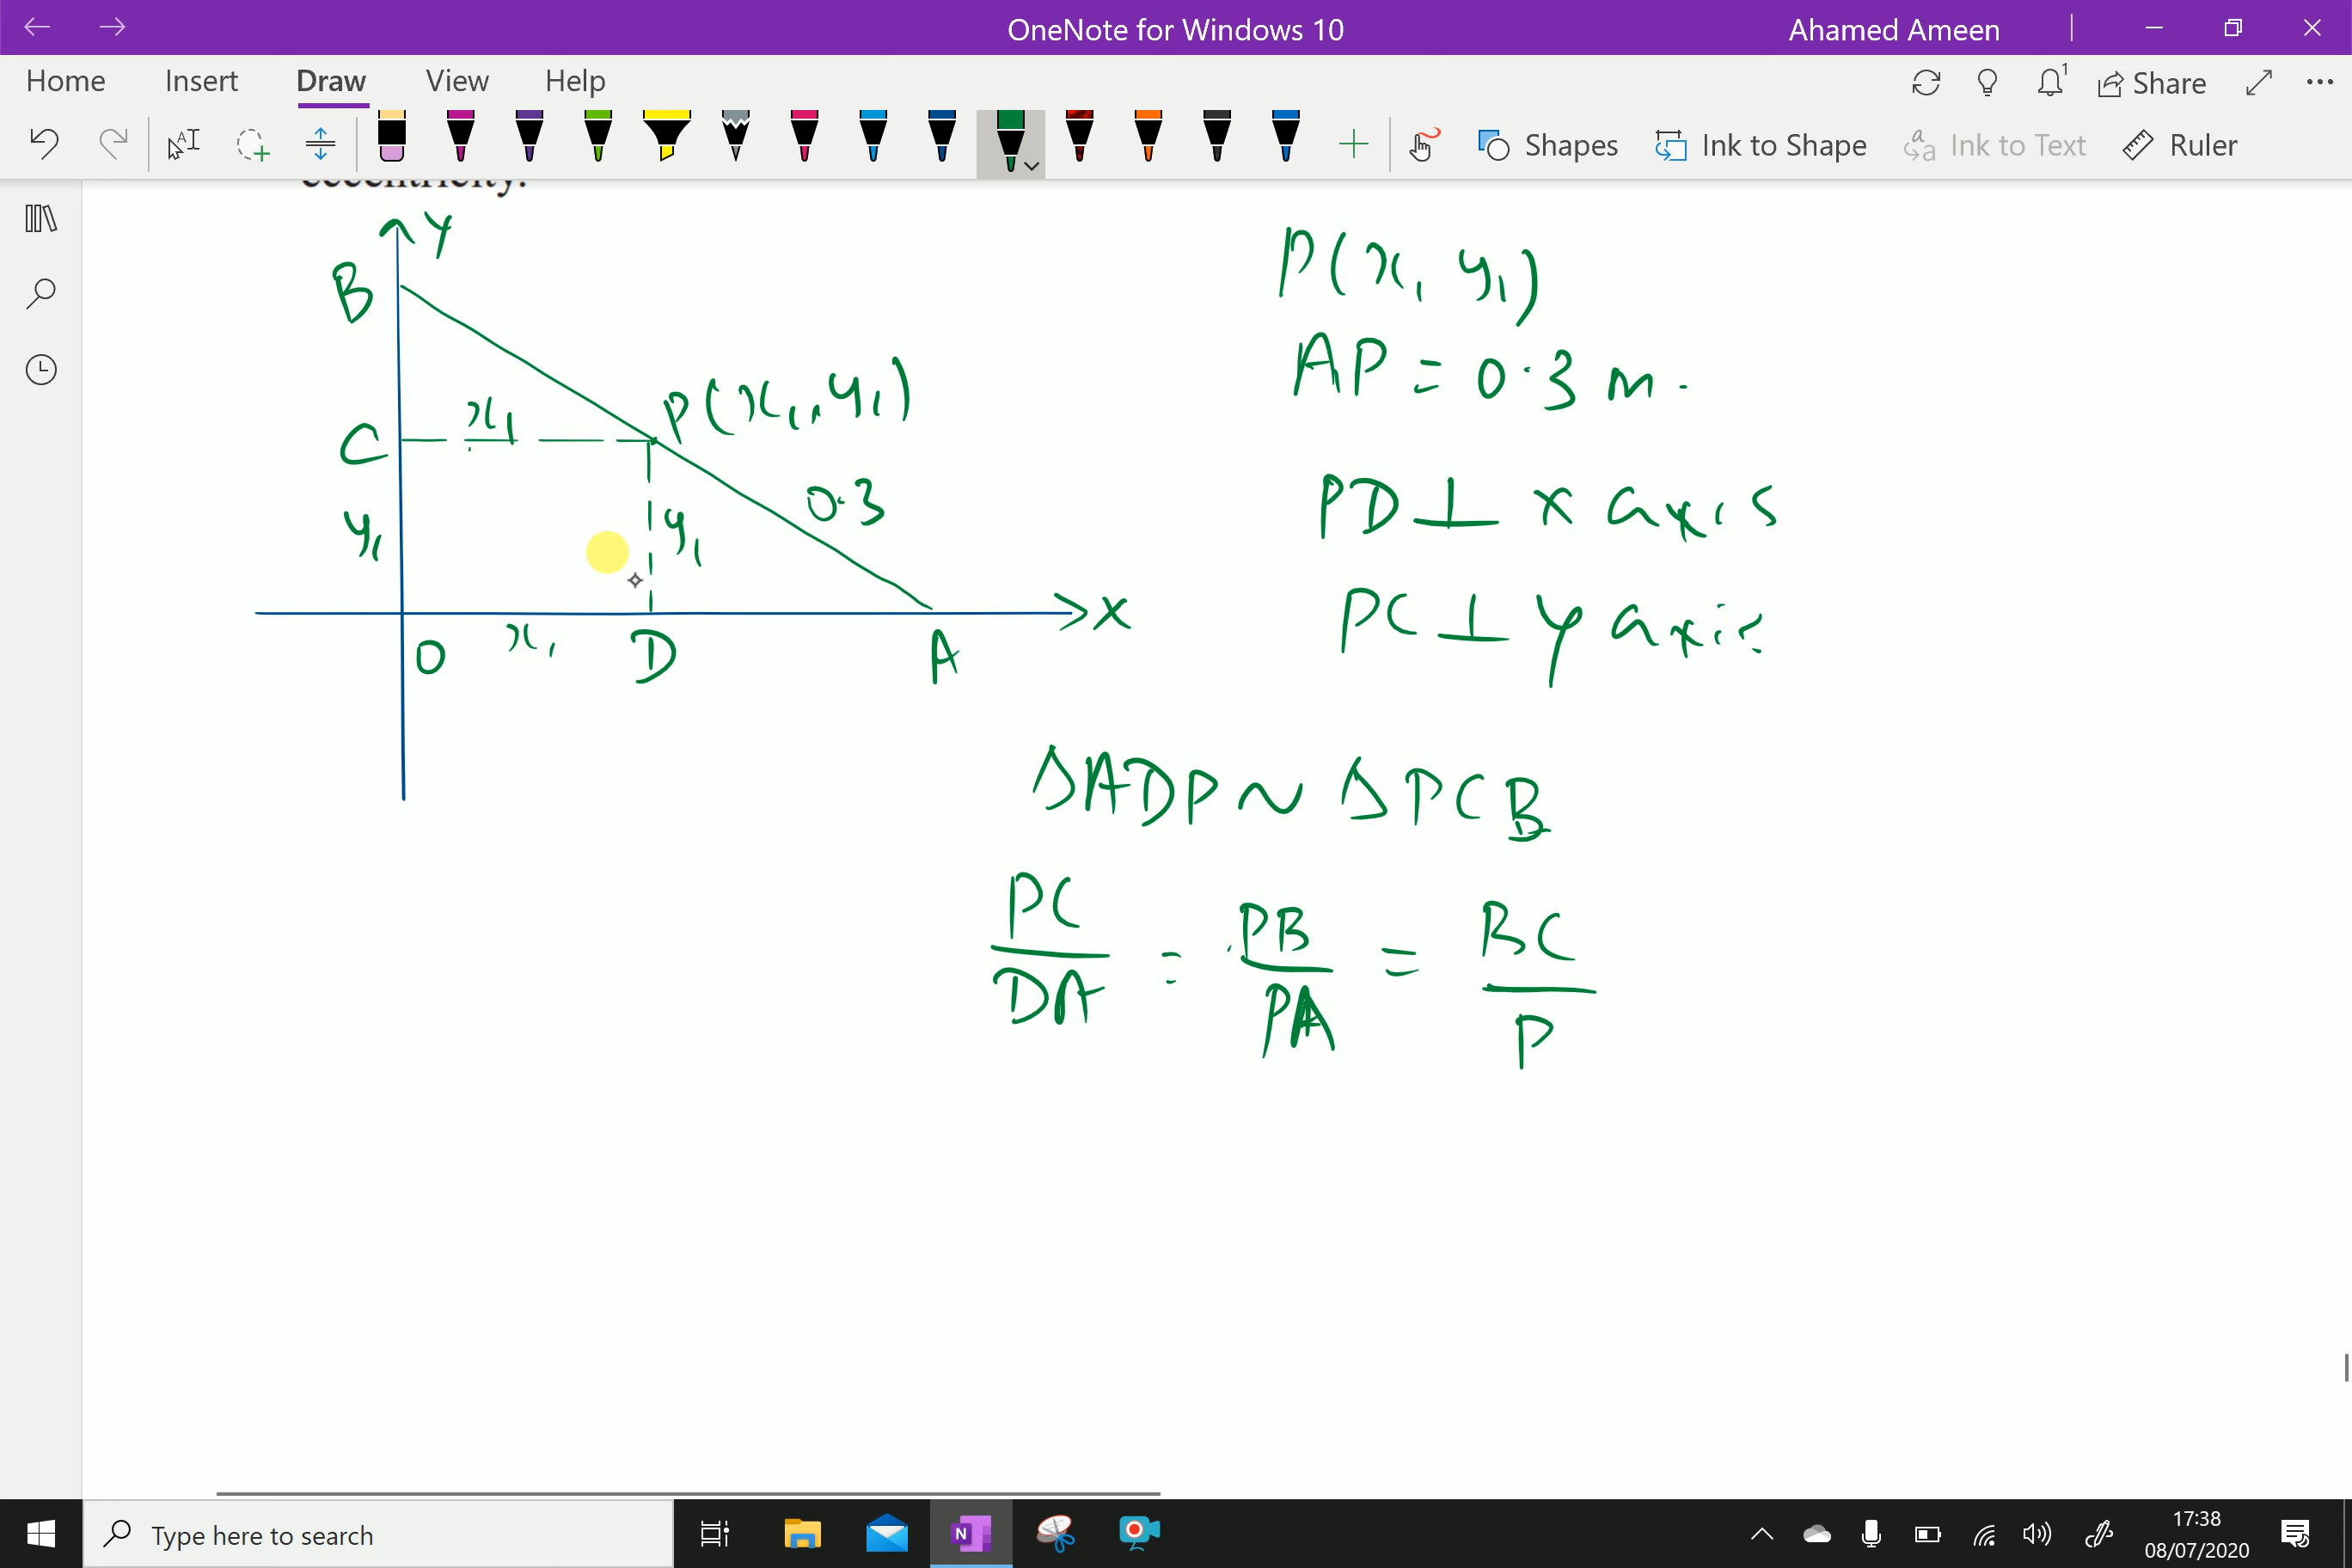 OneNote for Windows 10
Ahamed Ameen
Home Insert Draw View Help
1
Share
Shapes
Ink to Shape
Ink to Text
Ruler
eccentricity.
Y
B
P(x₁, y₁)
x₁
C
y₁
y₁
0.3
>X
O x₁ D A
P(x₁ y₁)
AP = 0.3 m.
PD ⊥ x axis
PC ⊥ y axis
ΔADP ~ ΔPCB
PC/DA = PB/PA = BC/P
Type here to search
N
17:38
08/07/2020